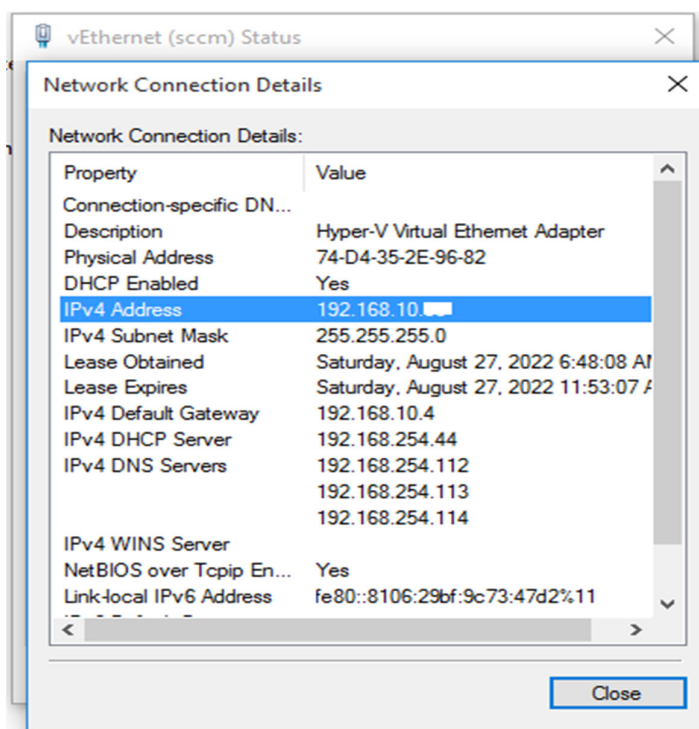 vEthernet (sccm) Status
Network Connection Details
Network Connection Details:
Property Value
Connection-specific DN...
Description Hyper-V Virtual Ethernet Adapter
Physical Address 74-D4-35-2E-96-82
DHCP Enabled Yes
IPv4 Address 192.168.10.
IPv4 Subnet Mask 255.255.255.0
Lease Obtained Saturday, August 27, 2022 6:48:08 AM
Lease Expires Saturday, August 27, 2022 11:53:07 A
IPv4 Default Gateway 192.168.10.4
IPv4 DHCP Server 192.168.254.44
IPv4 DNS Servers 192.168.254.112
192.168.254.113
192.168.254.114
IPv4 WINS Server
NetBIOS over Tcpip En... Yes
Link-local IPv6 Address fe80::8106:29bf:9c73:47d2%11
Close